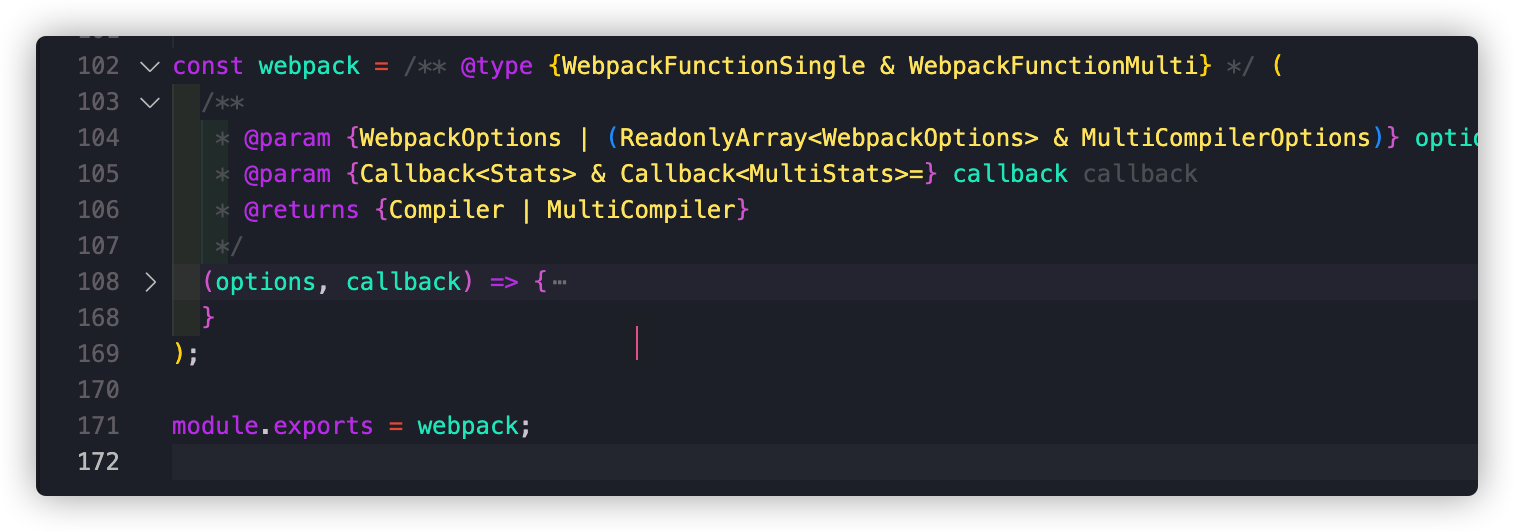 102 const webpack = /** @type {WebpackFunctionSingle & WebpackFunctionMulti} */ (
103 /**
104 * @param {WebpackOptions | (ReadonlyArray<WebpackOptions> & MultiCompilerOptions)} optio
105 * @param {Callback<Stats> & Callback<MultiStats>=} callback callback
106 * @returns {Compiler | MultiCompiler}
107 */
108 (options, callback) => {…
168 }
169 );
170
171 module.exports = webpack;
172